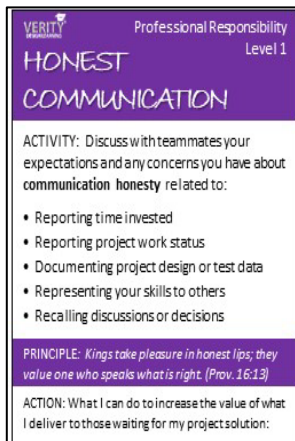 VERITY
Professional Responsibility
Level 1
HONEST
COMMUNICATION
ACTIVITY: Discuss with teammates your
expectations and any concerns you have about
communication honesty related to:
• Reporting time invested
• Reporting project work status
• Documenting project design or test data
• Representing your skills to others
• Recalling discussions or decisions
PRINCIPLE: Kings take pleasure in honest lips; they
value one who speaks what is right. (Prov. 16:13)
ACTION: What I can do to increase the value of what
I deliver to those waiting for my project solution: